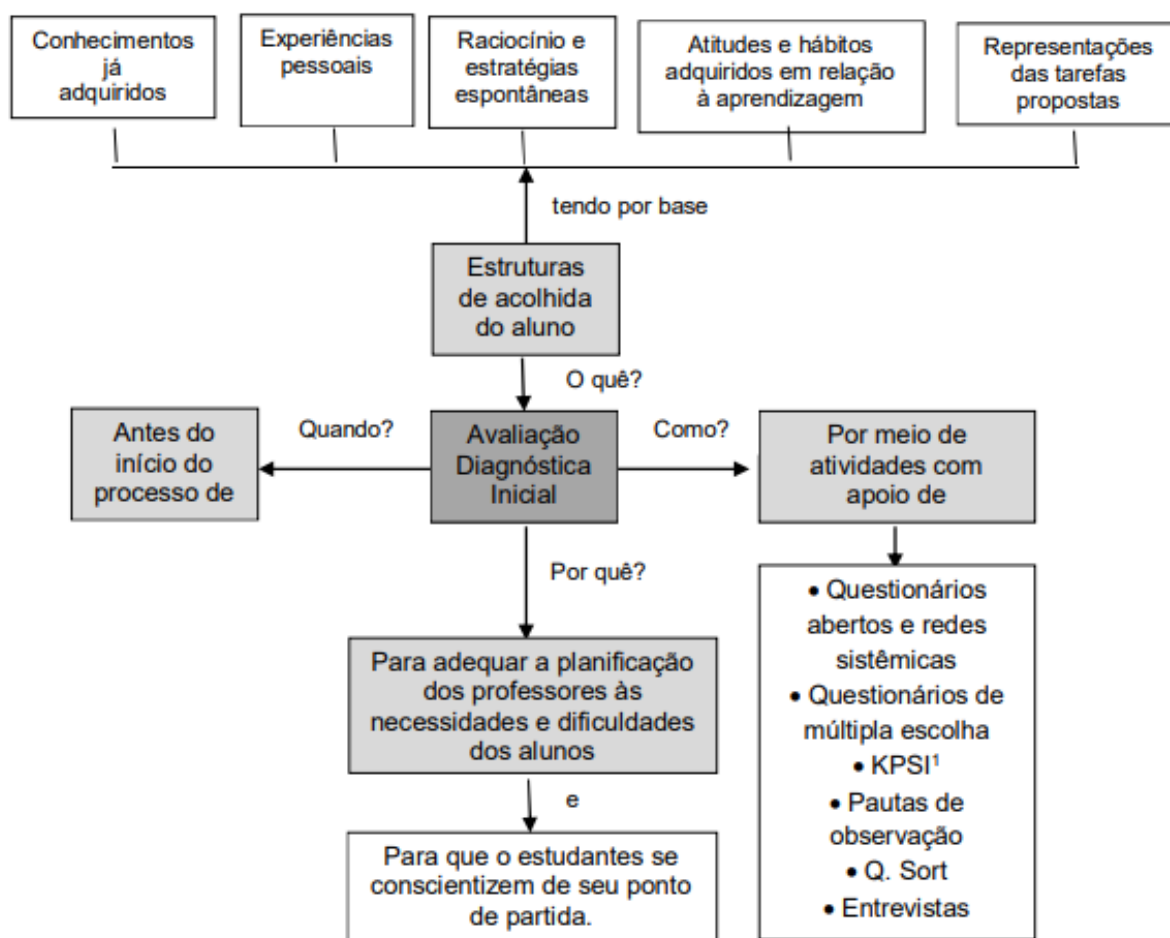 Conhecimentos
já
adquiridos
Experiências
pessoais
Raciocínio e
estratégias
espontâneas
Atitudes e hábitos
adquiridos em relação
à aprendizagem
Representações
das tarefas
propostas
tendo por base
Estruturas
de acolhida
do aluno
O quê?
Antes do
início do
processo de
Quando?
Avaliação
Diagnóstica
Inicial
Como?
Por meio de
atividades com
apoio de
Por quê?
Para adequar a planificação
dos professores às
necessidades e dificuldades
dos alunos
e
Para que o estudantes se
conscientizem de seu ponto
de partida.
• Questionários
abertos e redes
sistêmicas
• Questionários de
múltipla escolha
• KPSI¹
• Pautas de
observação
• Q. Sort
• Entrevistas